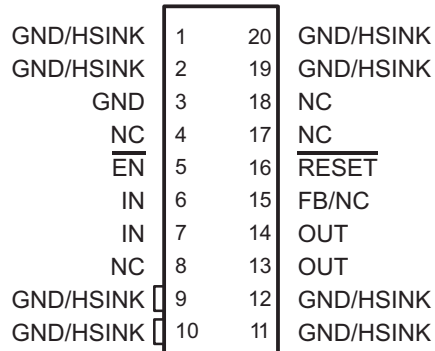 GND/HSINK 1 20 GND/HSINK
GND/HSINK 2 19 GND/HSINK
GND 3 18 NC
NC 4 17 NC
EN 5 16 RESET
IN 6 15 FB/NC
IN 7 14 OUT
NC 8 13 OUT
GND/HSINK 9 12 GND/HSINK
GND/HSINK 10 11 GND/HSINK